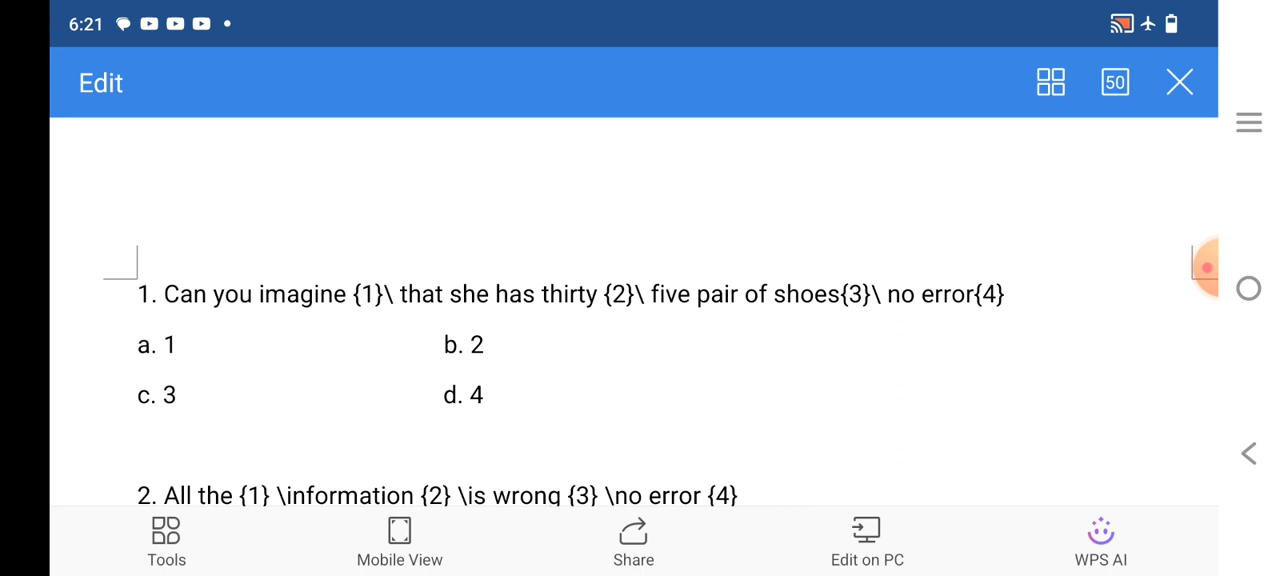 6:21
Edit
50
1. Can you imagine {1}\ that she has thirty {2}\ five pair of shoes{3}\ no error{4}
a. 1 b. 2
c. 3 d. 4
2. All the {1} \information {2} \is wrong {3} \no error {4}
Tools Mobile View Share Edit on PC WPS AI